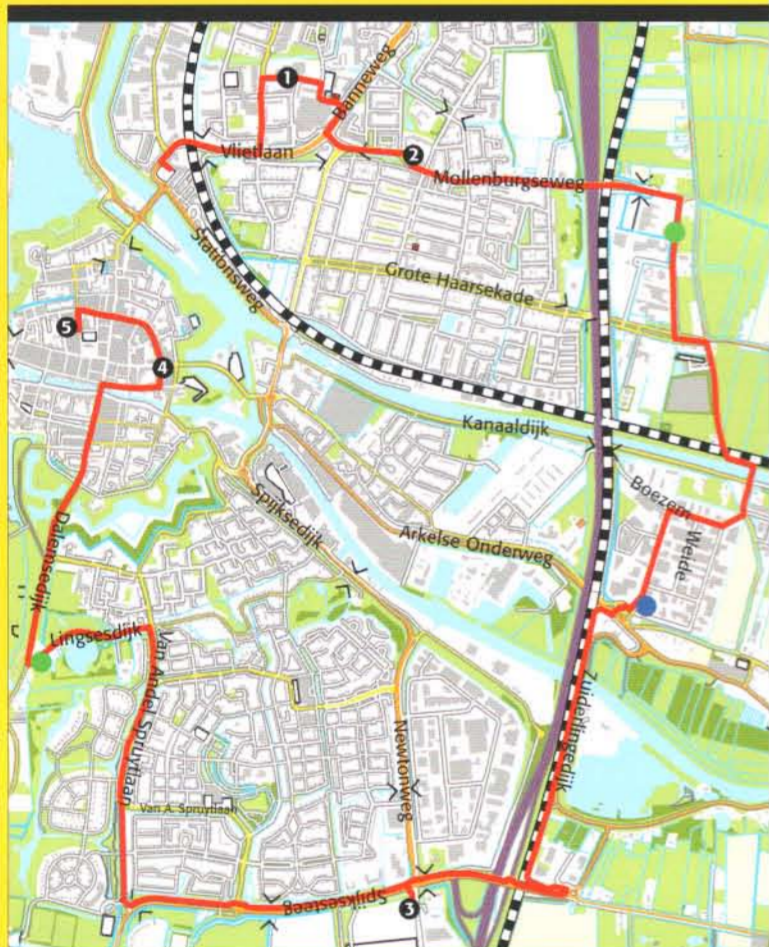 1
Banneweg
Vlietlaan
2
Mollenburgseweg
Stationsweg
Grote Haarsekade
5
4
Kanaaldijk
Boezem
Weide
Spijksedijk
Arkelse Onderweg
Dalemsedijk
Lingsesdijk
Van Andel Spruytlaan
Zuiderlingedijk
Newtonweg
Van A. Spruytlaan
Spijksesteeg
3